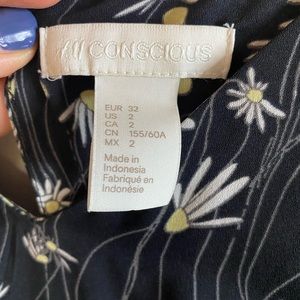 CONSCIOUS
EUR 32
US 2
CA 2
CN 155/60A
MX 2
Made in
Indonesia
Fabriqué en
Indonésie